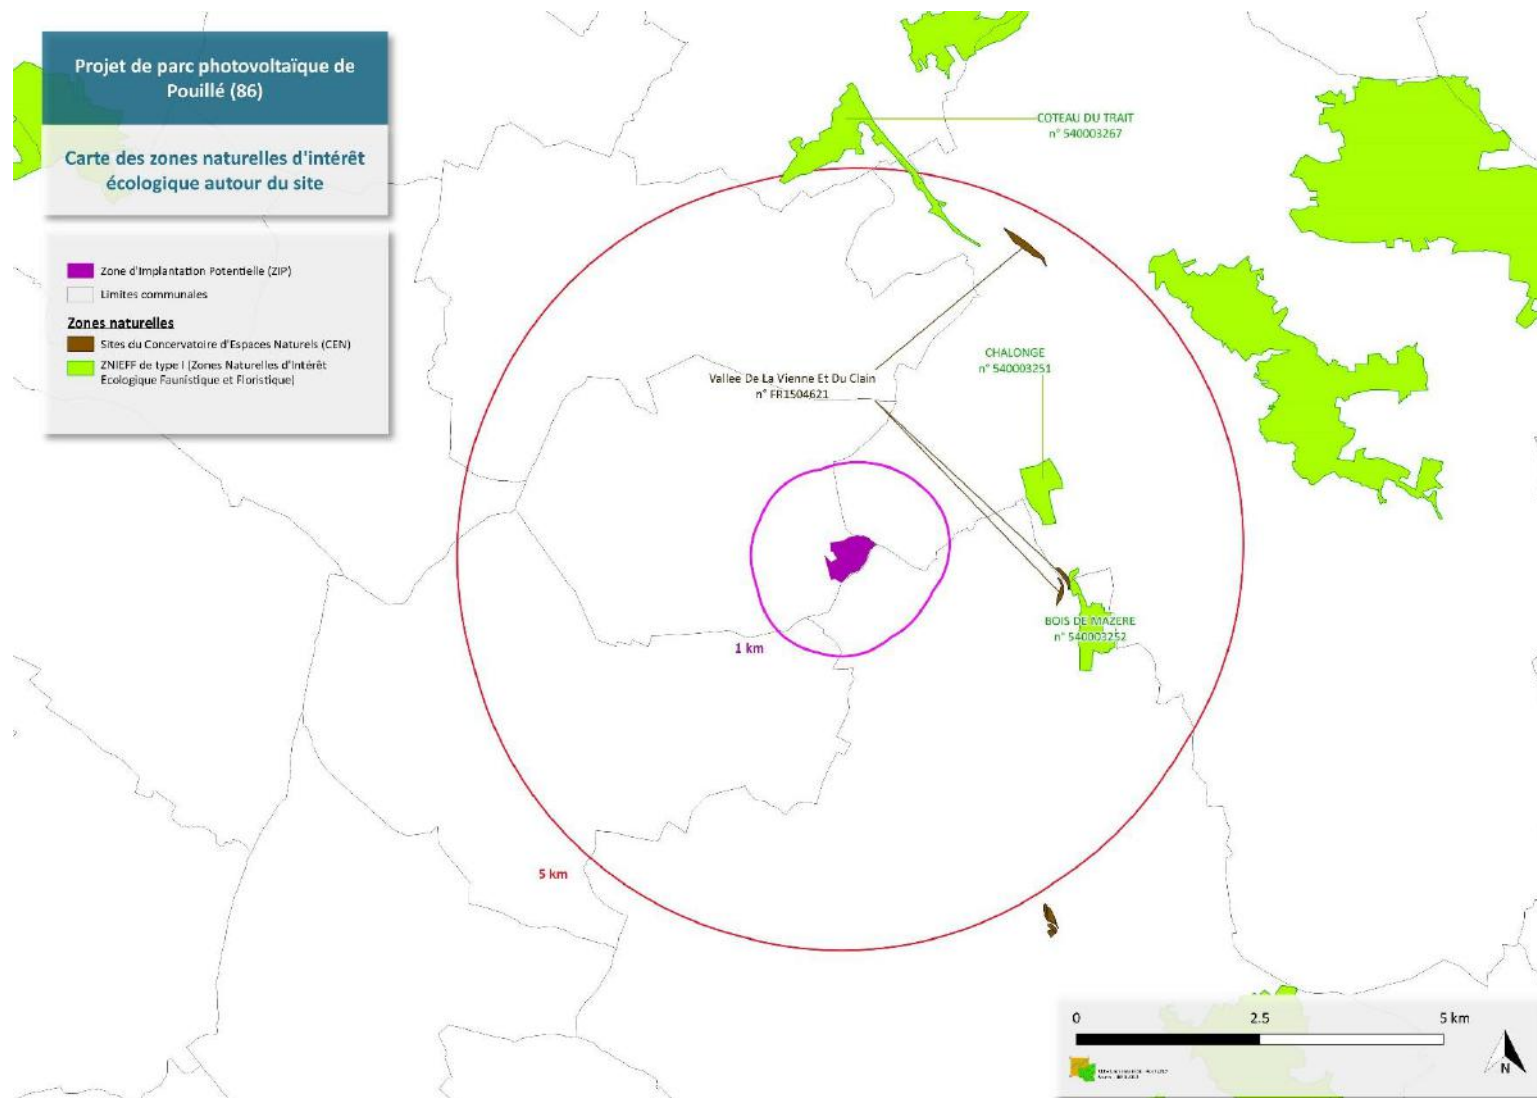 Projet de parc photovoltaïque de
Pouillé (86)
Carte des zones naturelles d'intérêt
écologique autour du site
Zone d'Implantation Potentielle (ZIP)
Limites communales
Zones naturelles
Sites du Concervatoire d'Espaces Naturels (CEN)
ZNIEFF de type I (Zones Naturelles d'Intérêt
Ecologique Faunistique et Floristique)
COTEAU DU TRAIT
n° 540003267
CHALONGE
n° 540003251
Vallee De La Vienne Et Du Clain
n° FR1504621
BOIS DE MAZERE
n° 540003252
1 km
5 km
0 2.5 5 km
N